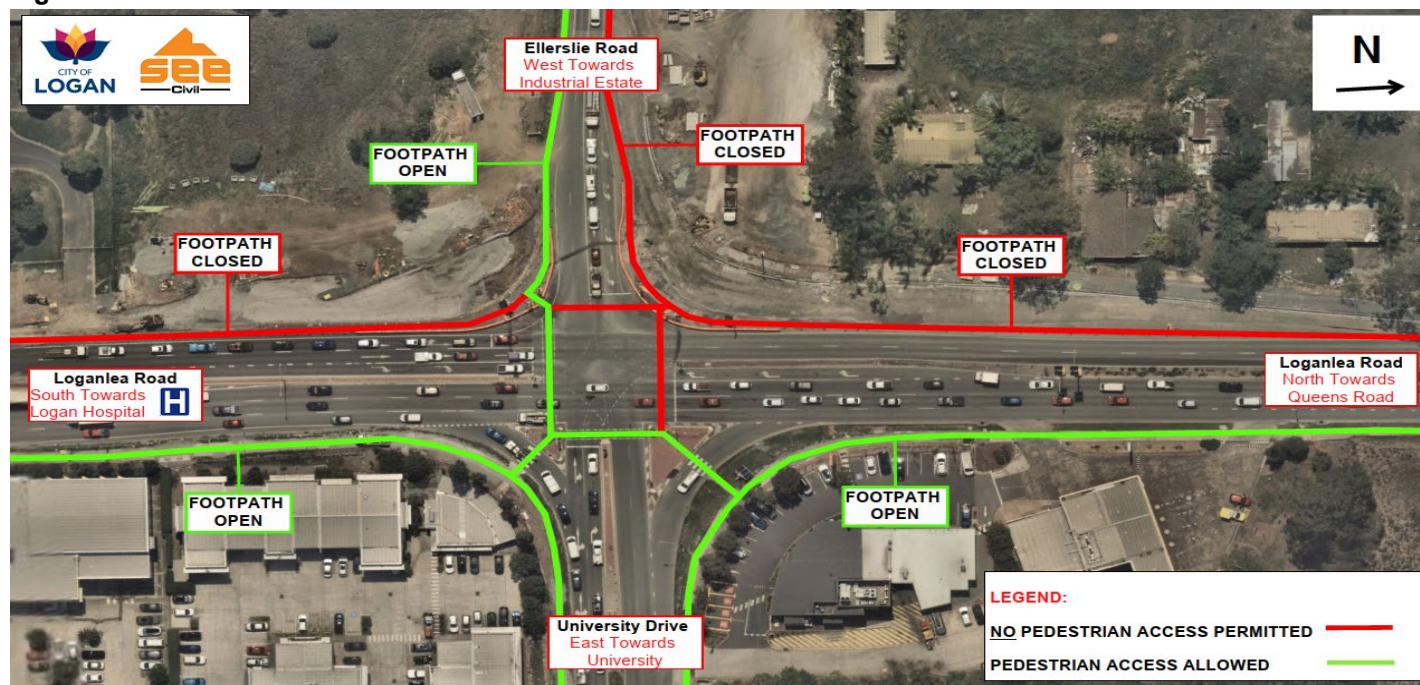 CITY OF
LOGAN
see
Civil
Ellerslie Road
West Towards
Industrial Estate
N
FOOTPATH
CLOSED
FOOTPATH
OPEN
FOOTPATH
CLOSED
FOOTPATH
CLOSED
Loganlea Road
South Towards
Logan Hospital
H
Loganlea Road
North Towards
Queens Road
FOOTPATH
OPEN
FOOTPATH
OPEN
University Drive
East Towards
University
LEGEND:
NO PEDESTRIAN ACCESS PERMITTED
PEDESTRIAN ACCESS ALLOWED